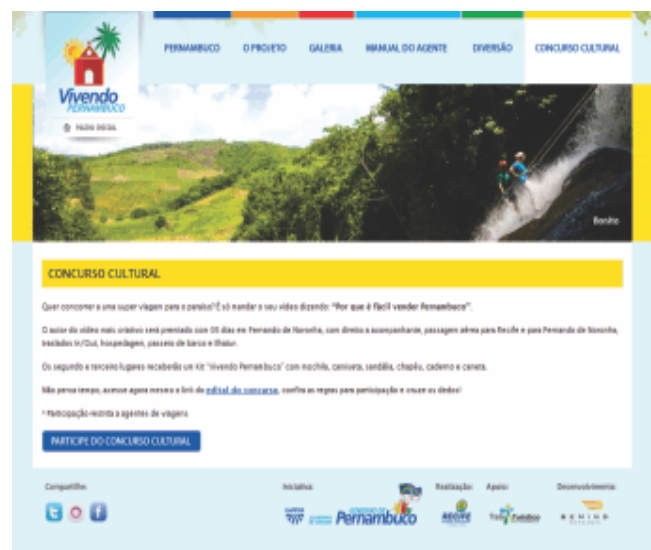 PERNAMBUCO O PROJETO GALERIA MANUAL DO AGENTE DIVERSÃO CONCURSO CULTURAL
Vivendo
PERNAMBUCO
PÁGINA INICIAL
Bonito
CONCURSO CULTURAL
Quer concorrer a uma super viagem para o paraíso? É só mandar o seu vídeo dizendo: "Por que é fácil vender Pernambuco".
O autor do vídeo mais criativo será premiado com 05 dias em Fernando de Noronha, com direito a acompanhante, passagem aérea para Recife e para Fernando de Noronha,
traslados In/Out, hospedagem, passeio de barco e Ilhatur.
Os segundo e terceiro lugares receberão um Kit "Vivendo Pernambuco" com mochila, camiseta, sandália, chapéu, caderno e caneta.
Não perca tempo, acesse agora mesmo o link do edital do concurso, confira as regras para participação e cruze os dedos!
* Participação restrita a agentes de viagens
PARTICIPE DO CONCURSO CULTURAL
Compartilhe: Iniciativa: Realização: Apoio: Desenvolvimento:
Pernambuco RECIFE